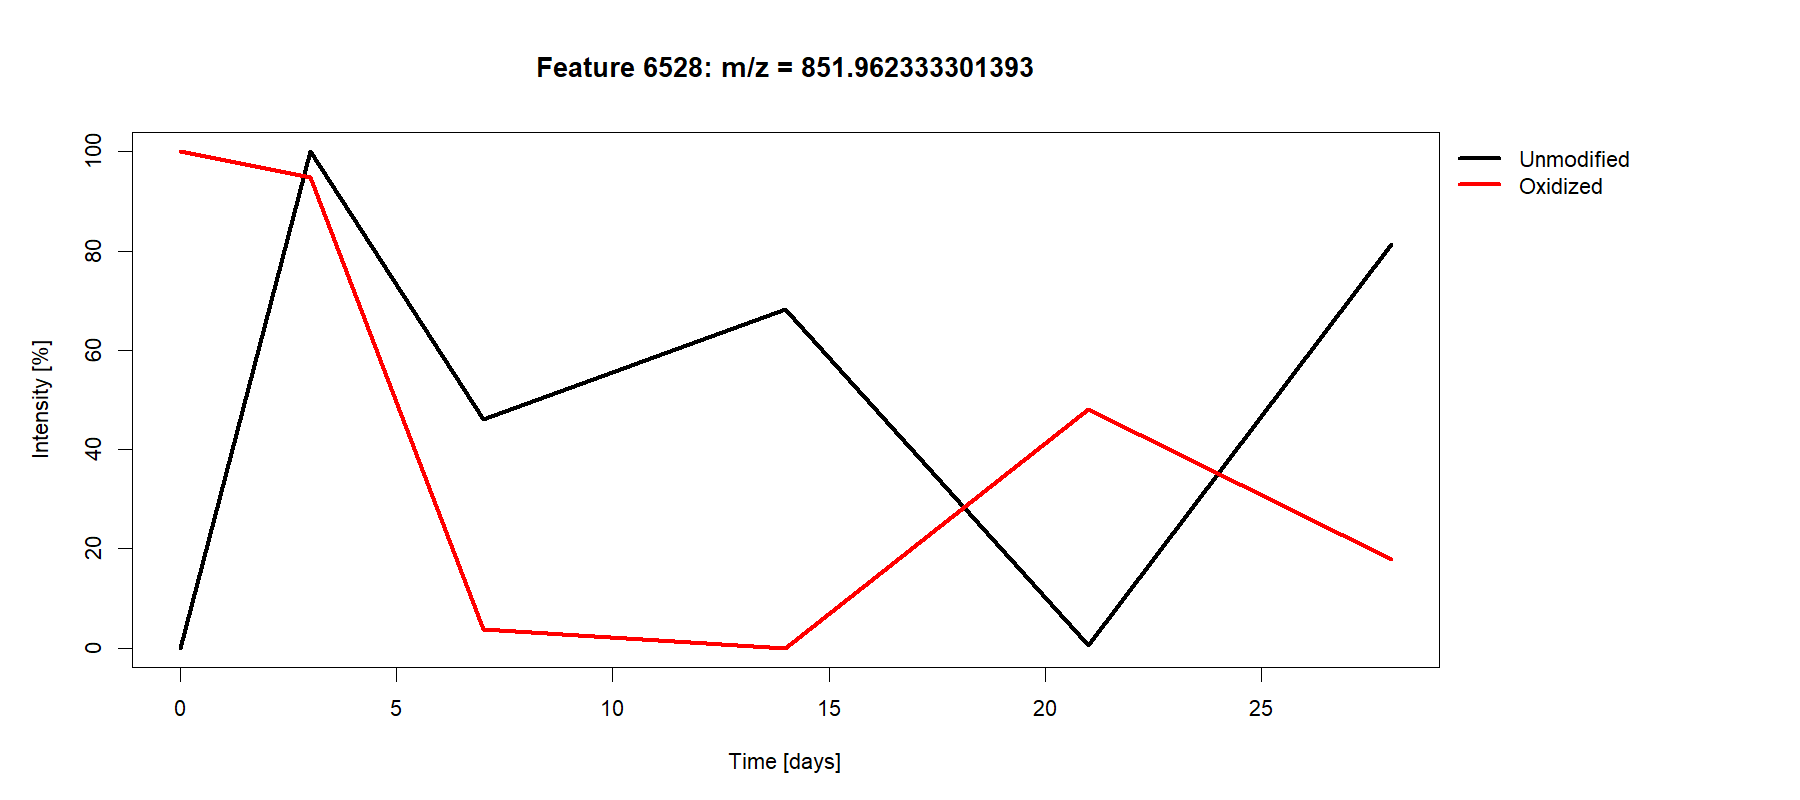 Feature 6528: m/z = 851.962333301393
Unmodified
Oxidized
Intensity [%]
100
80
60
40
20
0
0 5 10 15 20 25
Time [days]